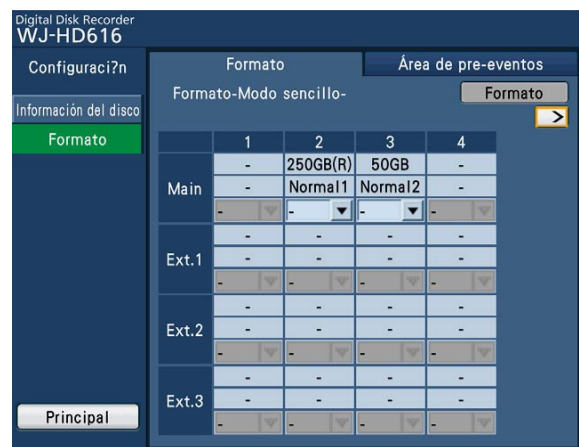 Digital Disk Recorder
WJ-HD616
Configuraci?n
Formato
Área de pre-eventos
Formato-Modo sencillo-
Formato
Información del disco
>
Formato
1 2 3 4
- 250GB(R) 50GB -
Main - Normal1 Normal2 -
- - - -
- - - -
Ext.1 - - - -
- - - -
- - - -
Ext.2 - - - -
- - - -
- - - -
Ext.3 - - - -
- - - -
Principal